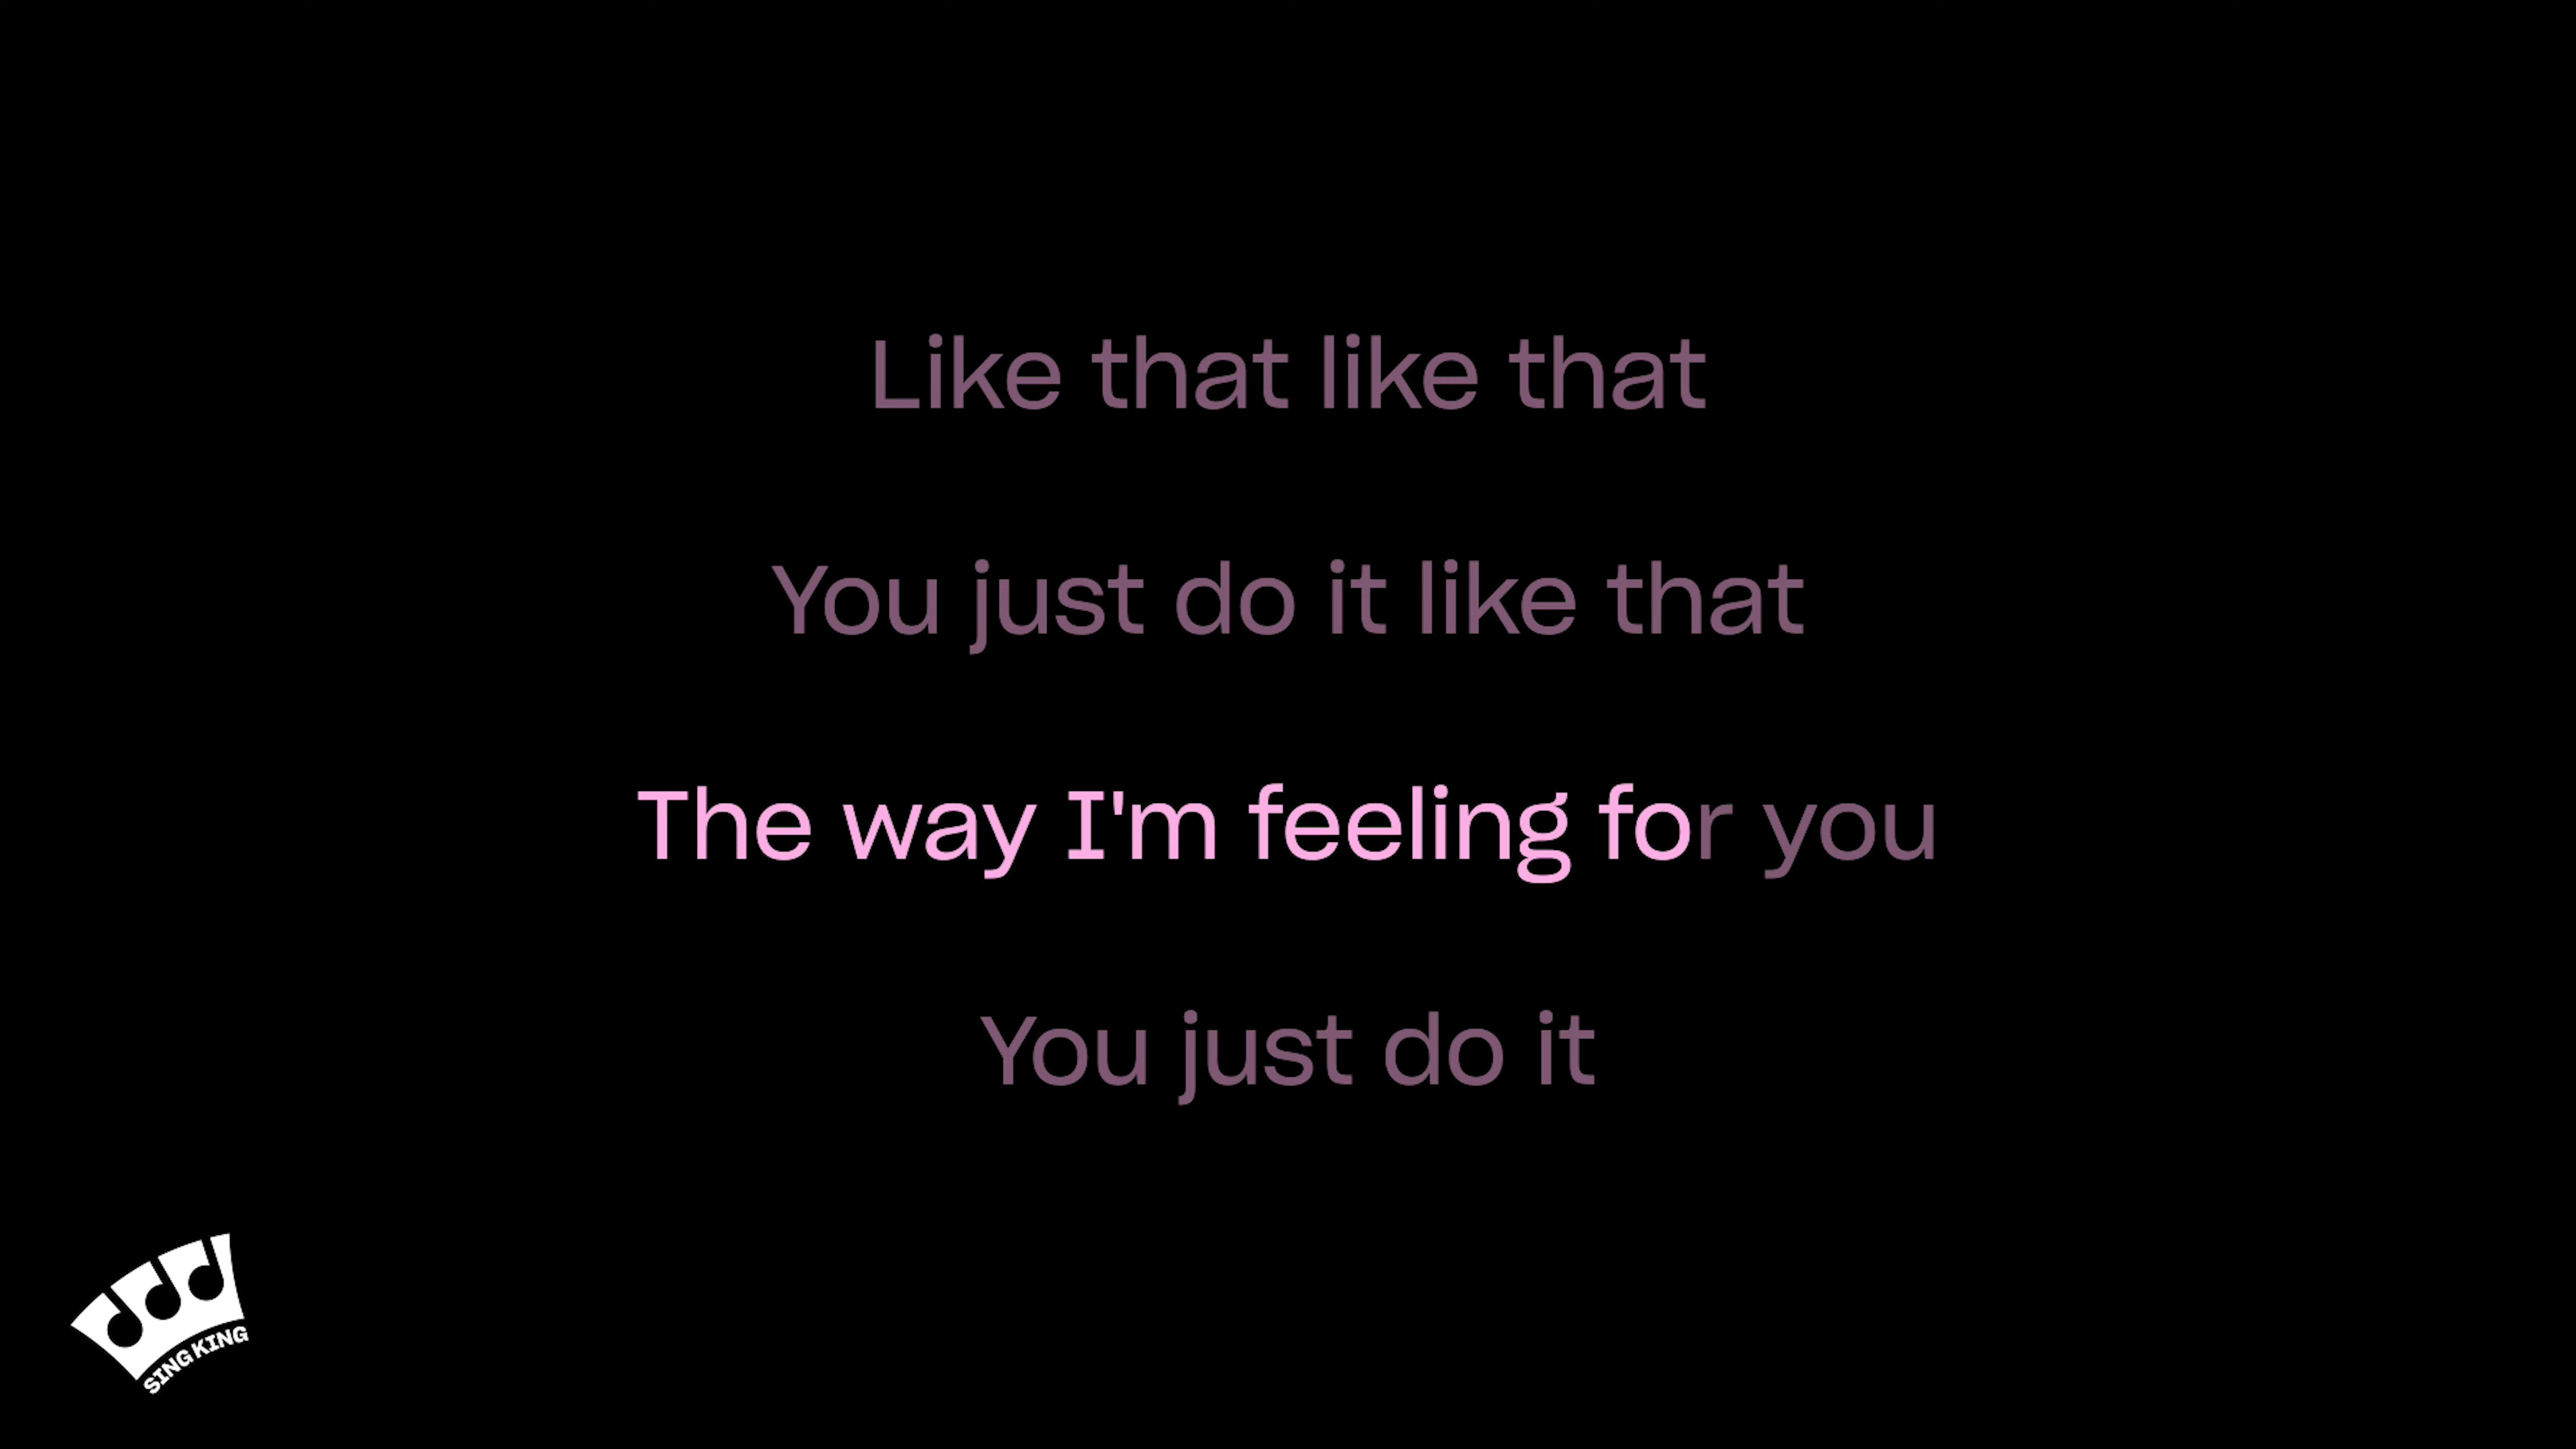 Like that like that
You just do it like that
The way I'm feeling for you
You just do it
SING KING